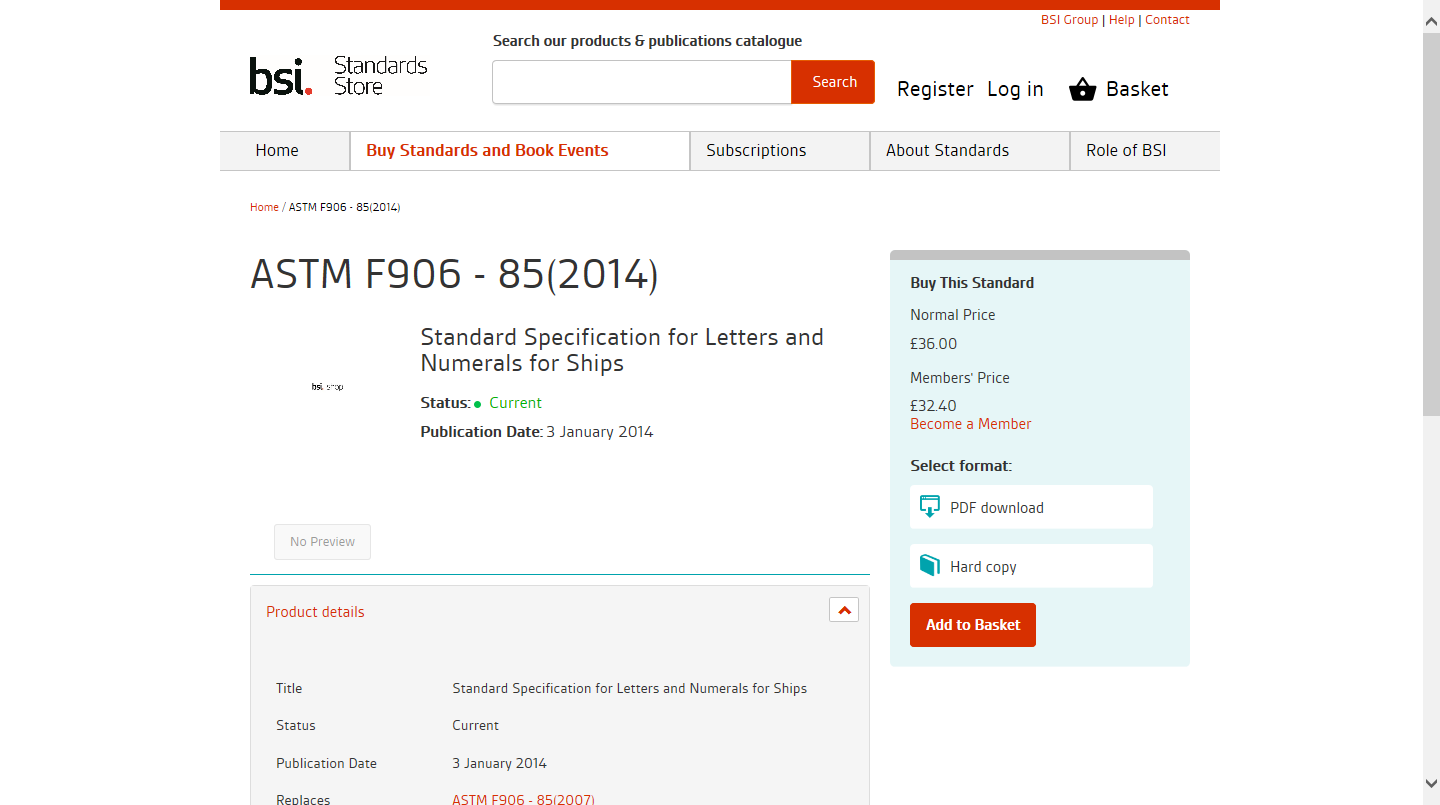 BSI Group | Help | Contact
Search our products & publications catalogue
bsi. Standards
Store
Search
Register Log in Basket
Home Buy Standards and Book Events Subscriptions About Standards Role of BSI
Home / ASTM F906 - 85(2014)
ASTM F906 - 85(2014)
Standard Specification for Letters and
Numerals for Ships
bsi. shop
Status: Current
Publication Date: 3 January 2014
No Preview
Buy This Standard
Normal Price
£36.00
Members' Price
£32.40
Become a Member
Select format:
PDF download
Hard copy
Add to Basket
Product details
Title Standard Specification for Letters and Numerals for Ships
Status Current
Publication Date 3 January 2014
Replaces ASTM F906 - 85(2007)